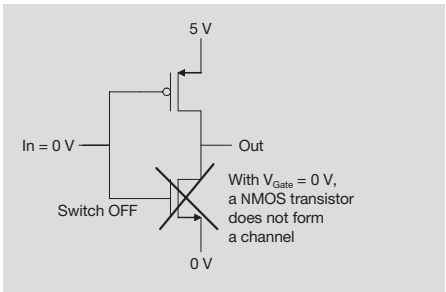 5 V
In = 0 V
Out
With V_Gate = 0 V,
a NMOS transistor
does not form
a channel
Switch OFF
0 V